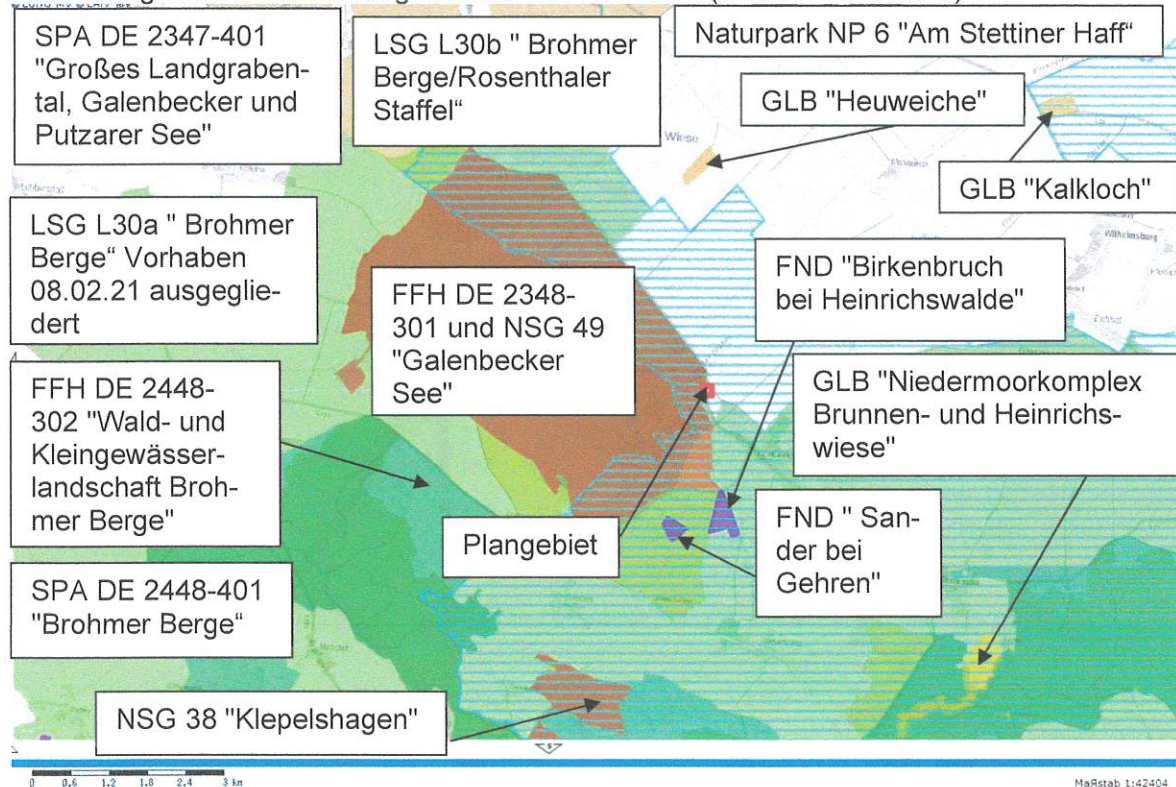 SPA DE 2347-401
"Großes Landgraben-
tal, Galenbecker und
Putzarer See"
LSG L30b " Brohmer
Berge/Rosenthaler
Staffel“
Naturpark NP 6 "Am Stettiner Haff“
GLB "Heuweiche"
Wiese
GLB "Kalkloch"
Wilhelmsburg
LSG L30a " Brohmer
Berge“ Vorhaben
08.02.21 ausgeglie-
dert
FFH DE 2348-
301 und NSG 49
"Galenbecker
See"
FND "Birkenbruch
bei Heinrichswalde"
FFH DE 2448-
302 "Wald- und
Kleingewässer-
landschaft Broh-
mer Berge"
GLB "Niedermoorkomplex
Brunnen- und Heinrichs-
wiese"
Plangebiet
FND " San-
der bei
Gehren"
SPA DE 2448-401
"Brohmer Berge“
NSG 38 "Klepelshagen"
S
0 0.6 1.2 1.8 2.4 3 km
Maßstab 1:42404